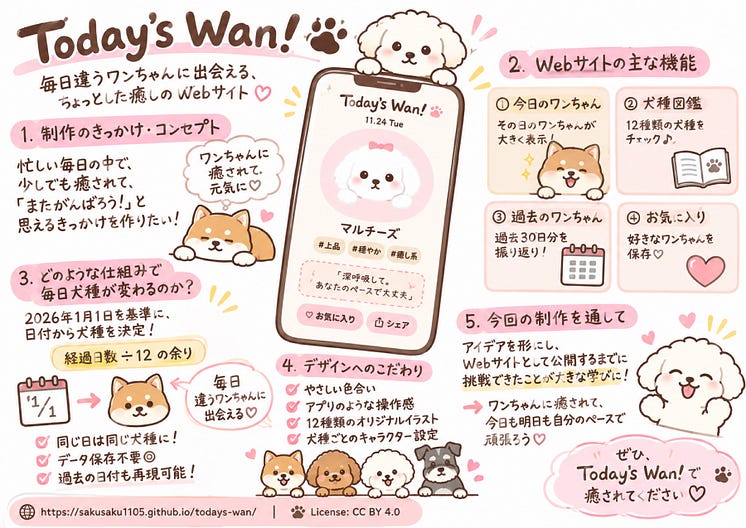 Today's Wan!
毎日違うワンちゃんに出会える、
ちょっとした癒しの Webサイト♡
1. 制作のきっかけ・コンセプト
忙しい毎日の中で、
少しでも癒されて、
「またがんばろう!」と
思えるきっかけを作りたい!
ワンちゃんに
癒されて、
元気に♡
3. どのような仕組みで
毎日犬種が変わるのか?
2026年1月1日を基準に、
日付から犬種を決定!
経過日数÷12 の余り
1/1
毎日
違うワンちゃんに
出会える♡
同じ日は同じ犬種に!
データ保存不要◎
過去の日付も再現可能!
Today's Wan!
11.24 Tue
マルチーズ
#上品 #穏やか #癒し系
「深呼吸して。
あなたのペースで大丈夫」
♡ お気に入り
シェア
4. デザインへのこだわり
やさしい色合い
アプリのような操作感
12種類のオリジナルイラスト
犬種ごとのキャラクター設定
2. Webサイトの主な機能
① 今日のワンちゃん
その日のワンちゃんが
大きく表示!
② 犬種図鑑
12種類の犬種を
チェック♪
③ 過去のワンちゃん
過去30日分を
振り返り!
④ お気に入り
好きなワンちゃんを
保存♡
5. 今回の制作を通して
アイデアを形にし、
Webサイトとして公開するまでに
挑戦できたことが大きな学びに!
→ ワンちゃんに癒されて、
今日も明日も自分のペースで
頑張ろう♡
ぜひ、
Today's Wan! で
癒されてください♡
https://sakusaku1105.github.io/todays-wan/ | License: CC BY 4.0